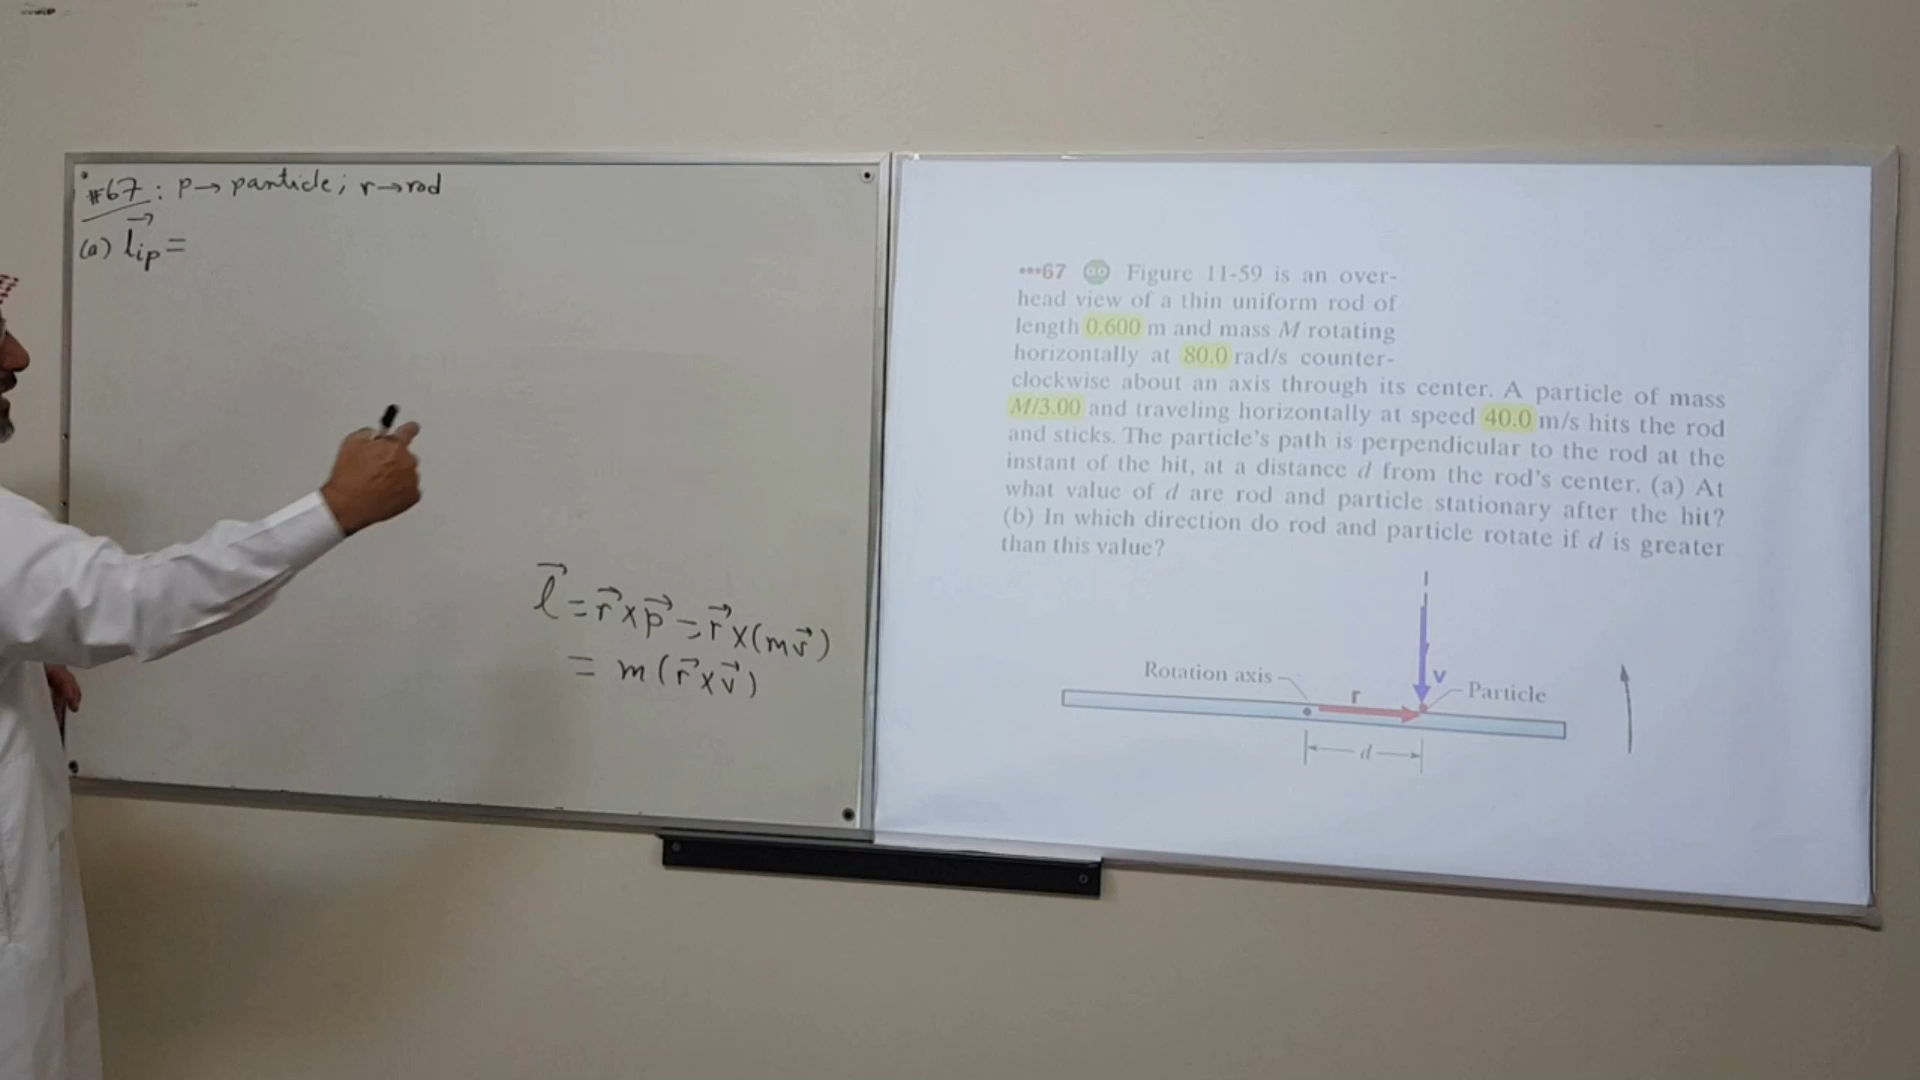 #67: p→ particle; r→rod
(a) l⃗ip =
l⃗ = r⃗ x p⃗ = r⃗ x (m v⃗)
= m (r⃗ x v⃗)
•••67 GO Figure 11-59 is an over-
head view of a thin uniform rod of
length 0.600 m and mass M rotating
horizontally at 80.0 rad/s counter-
clockwise about an axis through its center. A particle of mass
M/3.00 and traveling horizontally at speed 40.0 m/s hits the rod
and sticks. The particle's path is perpendicular to the rod at the
instant of the hit, at a distance d from the rod's center. (a) At
what value of d are rod and particle stationary after the hit?
(b) In which direction do rod and particle rotate if d is greater
than this value?
Rotation axis
r
v
Particle
d